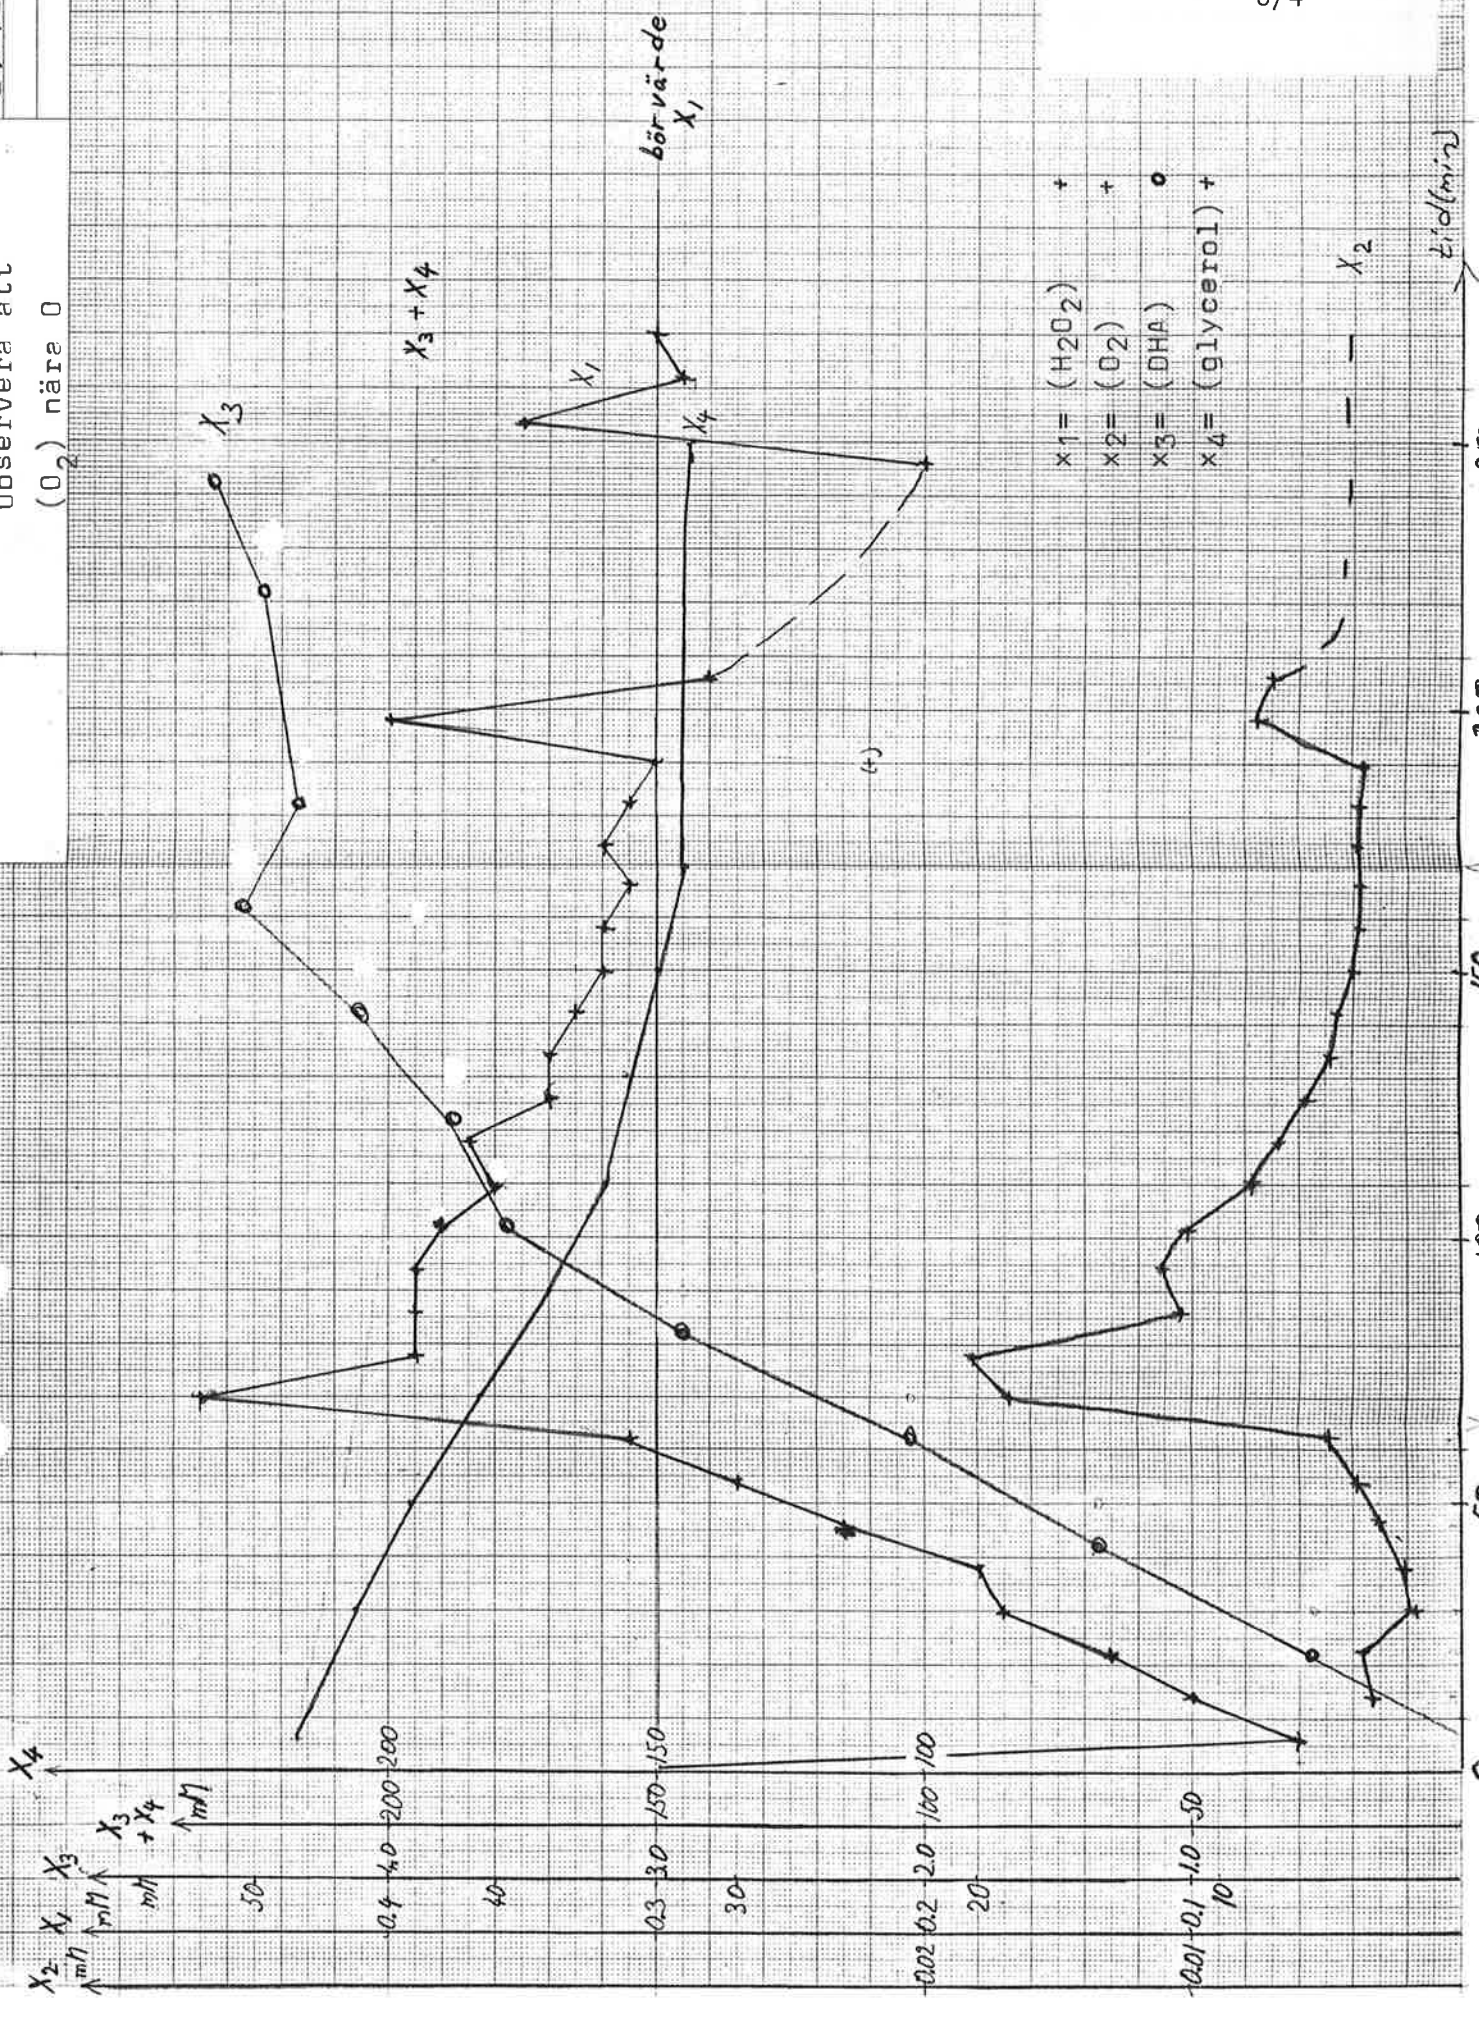 Observera att
(O₂) nära 0
X₄
X₃ + X₄
mM
X₃
mM
X₁
mM
X₂
mM
50
0.4
4.0
200
200
40
0.3
3.0
150
150
30
0.02
0.2
2.0
100
100
20
0.01
0.1
1.0
50
10
X₃
X₃ + X₄
X₁
X₄
börvärde
X₁
(+)
x1= (H2O2) +
x2= (O2) +
x3= (DHA) o
x4= (glycerol) +
X₂
tid (min)
0
50
100
150